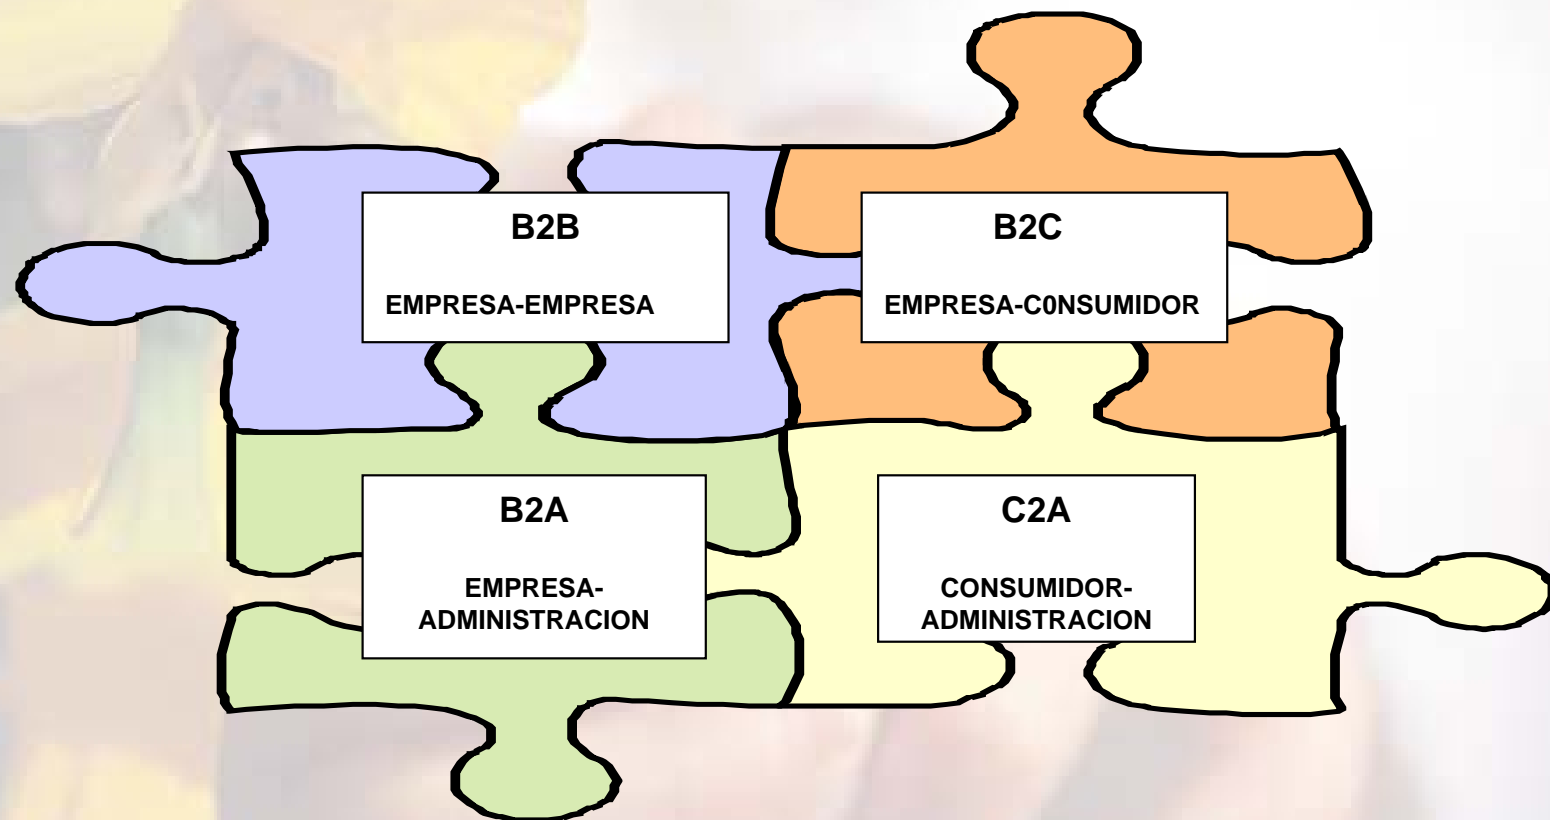 B2B
EMPRESA-EMPRESA
B2C
EMPRESA-C0NSUMIDOR
B2A
EMPRESA-
ADMINISTRACION
C2A
CONSUMIDOR-
ADMINISTRACION